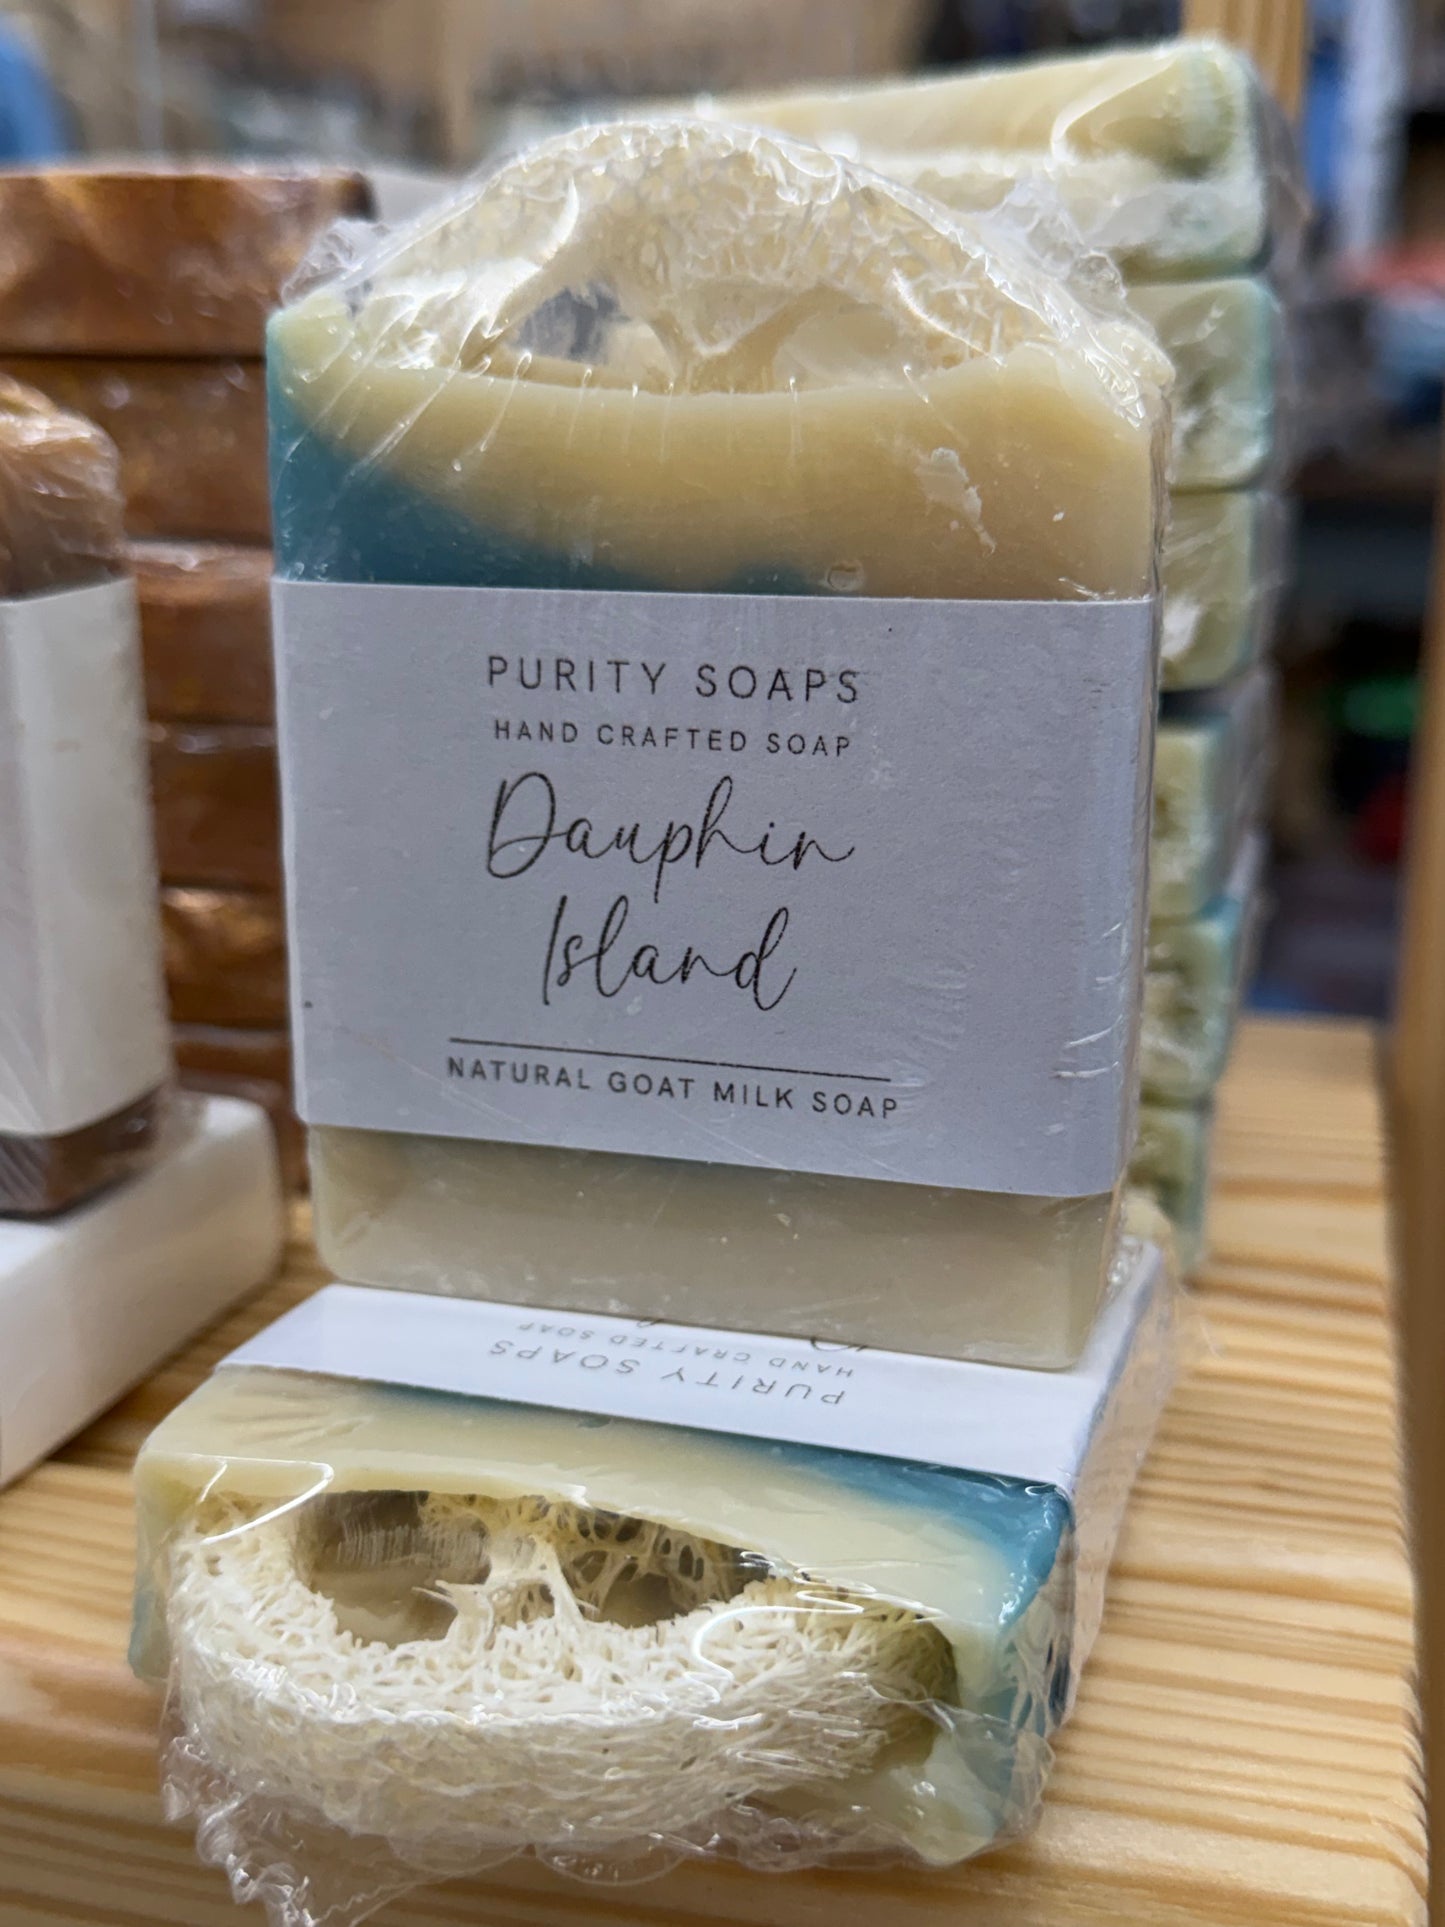 PURITY SOAPS
HAND CRAFTED SOAP
Dauphin
Island
NATURAL GOAT MILK SOAP
HAND CRAFTED SOAP
PURITY SOAPS